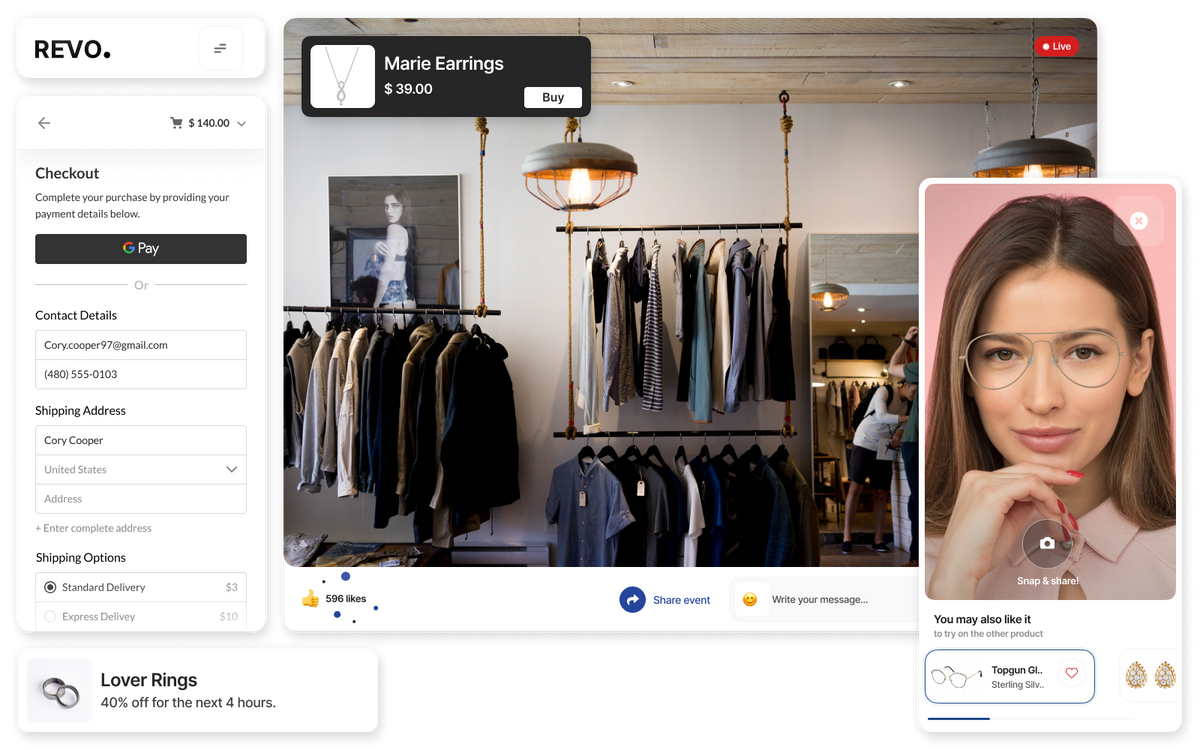 REVO.
$ 140.00
Checkout
Complete your purchase by providing your
payment details below.
G Pay
Or
Contact Details
Cory.cooper97@gmail.com
(480) 555-0103
Shipping Address
Cory Cooper
United States
Address
+ Enter complete address
Shipping Options
Standard Delivery $3
Express Delivey $10
Marie Earrings
$ 39.00
Buy
Live
596 likes
Share event
Write your message...
Snap & share!
You may also like it
to try on the other product
Topgun Gl..
Sterling Silv..
Lover Rings
40% off for the next 4 hours.